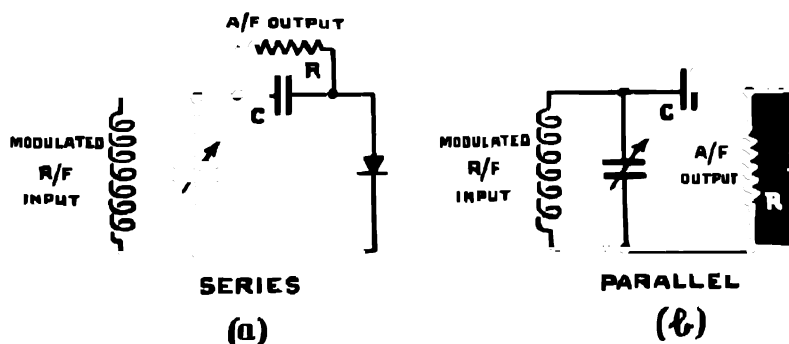 A/F OUTPUT
R
C
MODULATED
R/F
INPUT
SERIES
(a)
C
MODULATED
R/F
INPUT
A/F
OUTPUT
R
PARALLEL
(b)